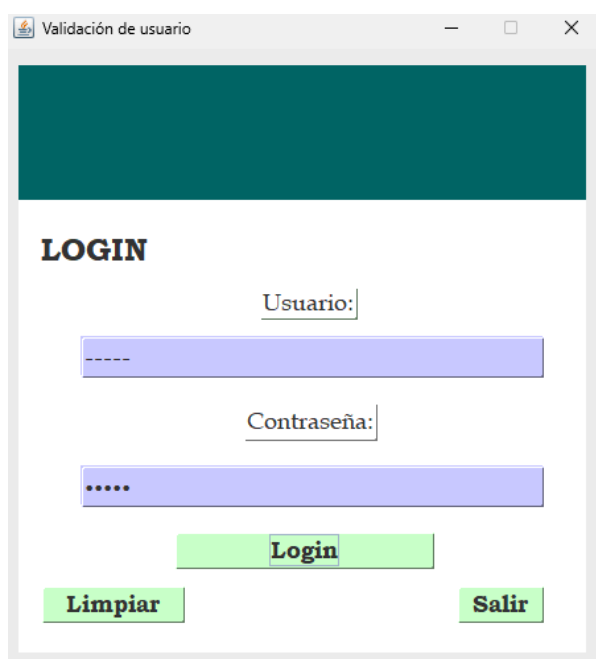 Validación de usuario
LOGIN
Usuario:
-----
Contraseña:
•••••
Login
Limpiar
Salir